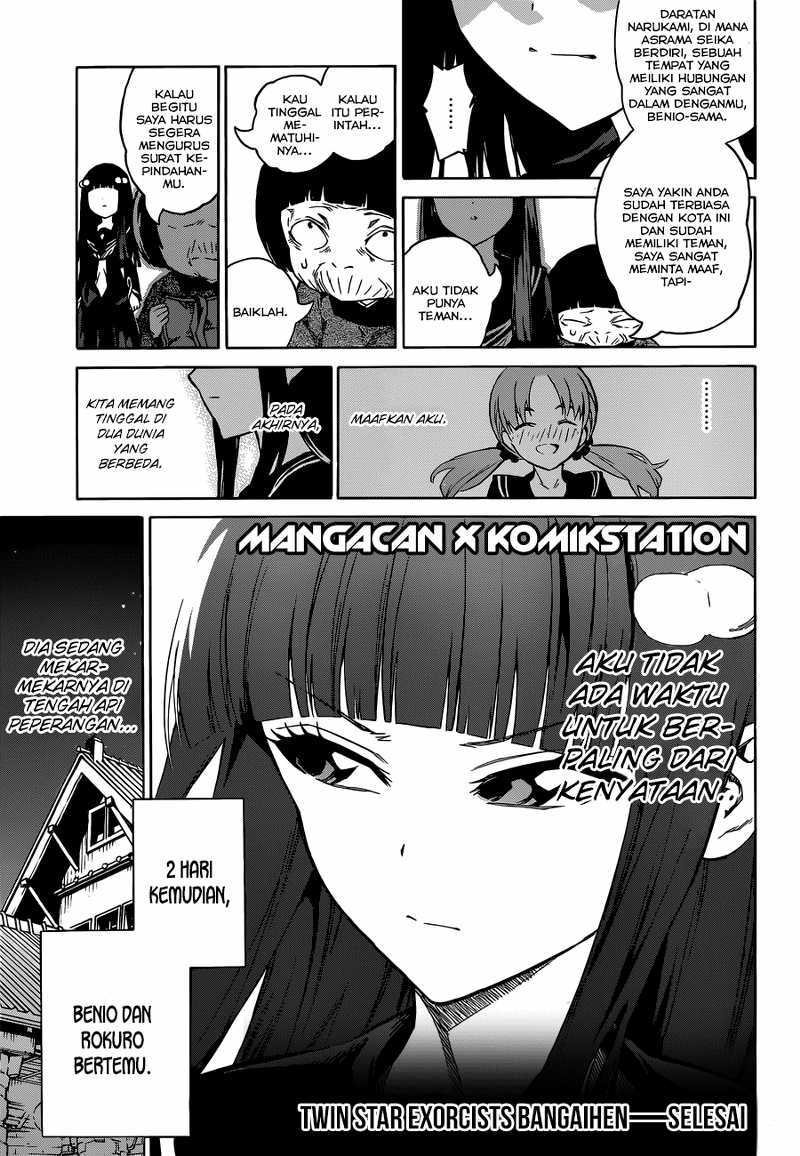 DARATAN
NARUKAMI, DI MANA
ASRAMA SEIKA
BERDIRI, SEBUAH
TEMPAT YANG
MEILIKI HUBUNGAN
YANG SANGAT
DALAM DENGANMU,
BENIO-SAMA.
.......
SAYA YAKIN ANDA
SUDAH TERBIASA
DENGAN KOTA INI
DAN SUDAH
MEMILIKI TEMAN,
SAYA SANGAT
MEMINTA MAAF,
TAPI-
AKU TIDAK
PUNYA
TEMAN...
KALAU
ITU PER-
INTAH...
KAU
TINGGAL
ME-
MATUHI-
NYA...
BAIKLAH.
KALAU
BEGITU
SAYA HARUS
SEGERA
MENGURUS
SURAT KE-
PINDAHAN-
MU.
........
MAAFKAN AKU.
PADA
AKHIRNYA,
KITA MEMANG
TINGGAL DI
DUA DUNIA
YANG
BERBEDA.
MANGACAN X KOMIKSTATION
AKU TIDAK
ADA WAKTU
UNTUK BER-
PALING DARI
KENYATAAN..
DIA SEDANG
MEKAR-
MEKARNYA DI
TENGAH API
PEPERANGAN...
2 HARI
KEMUDIAN,
BENIO DAN
ROKURO
BERTEMU.
TWIN STAR EXORCISTS BANGAIHEN——SELESAI